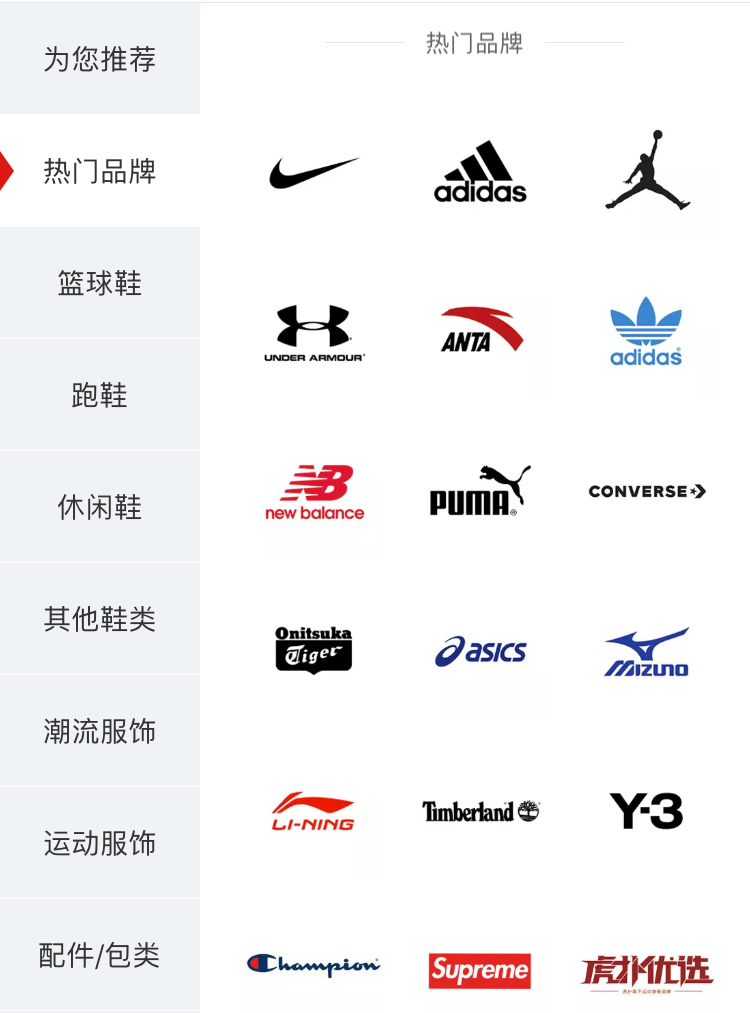 为您推荐
热门品牌
篮球鞋
跑鞋
休闲鞋
其他鞋类
潮流服饰
运动服饰
配件/包类
热门品牌
adidas
UNDER ARMOUR
ANTA
adidas
NB
new balance
PUMA
CONVERSE
Onitsuka
Tiger
asics
MIZUNO
LI-NING
Timberland
Y-3
Champion
Supreme
虎扑优选